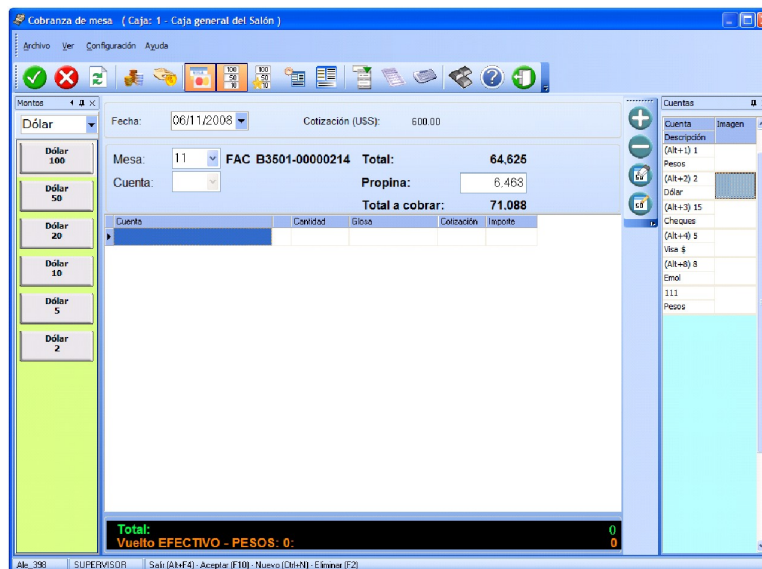 Cobranza de mesa ( Caja: 1 - Caja general del Salón )
Archivo Ver Configuración Ayuda
Montos
Dólar
Dólar
100
Dólar
50
Dólar
20
Dólar
10
Dólar
5
Dólar
2
Fecha: 06/11/2008 Cotización (U$S): 600.00
Mesa: 11 FAC B3501-00000214 Total: 64,625
Cuenta: Propina: 6,463
Total a cobrar: 71,088
Cuenta Cantidad Glosa Cotización Importe
Total: 0
Vuelto EFECTIVO - PESOS: 0: 0
Cuentas
Cuenta Imagen
Descripción
(Alt+1) 1
Pesos
(Alt+2) 2
Dólar
(Alt+3) 15
Cheques
(Alt+4) 5
Visa $
(Alt+8) 8
Emol
111
Pesos
Ale_398 SUPERVISOR Salir (Alt+F4) - Aceptar (F10) - Nuevo (Ctrl+N) - Eliminar (F2)